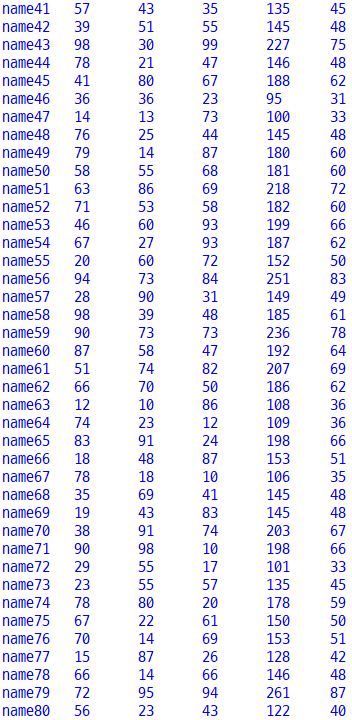 name41 57 43 35 135 45
name42 39 51 55 145 48
name43 98 30 99 227 75
name44 78 21 47 146 48
name45 41 80 67 188 62
name46 36 36 23 95 31
name47 14 13 73 100 33
name48 76 25 44 145 48
name49 79 14 87 180 60
name50 58 55 68 181 60
name51 63 86 69 218 72
name52 71 53 58 182 60
name53 46 60 93 199 66
name54 67 27 93 187 62
name55 20 60 72 152 50
name56 94 73 84 251 83
name57 28 90 31 149 49
name58 98 39 48 185 61
name59 90 73 73 236 78
name60 87 58 47 192 64
name61 51 74 82 207 69
name62 66 70 50 186 62
name63 12 10 86 108 36
name64 74 23 12 109 36
name65 83 91 24 198 66
name66 18 48 87 153 51
name67 78 18 10 106 35
name68 35 69 41 145 48
name69 19 43 83 145 48
name70 38 91 74 203 67
name71 90 98 10 198 66
name72 29 55 17 101 33
name73 23 55 57 135 45
name74 78 80 20 178 59
name75 67 22 61 150 50
name76 70 14 69 153 51
name77 15 87 26 128 42
name78 66 14 66 146 48
name79 72 95 94 261 87
name80 56 23 43 122 40